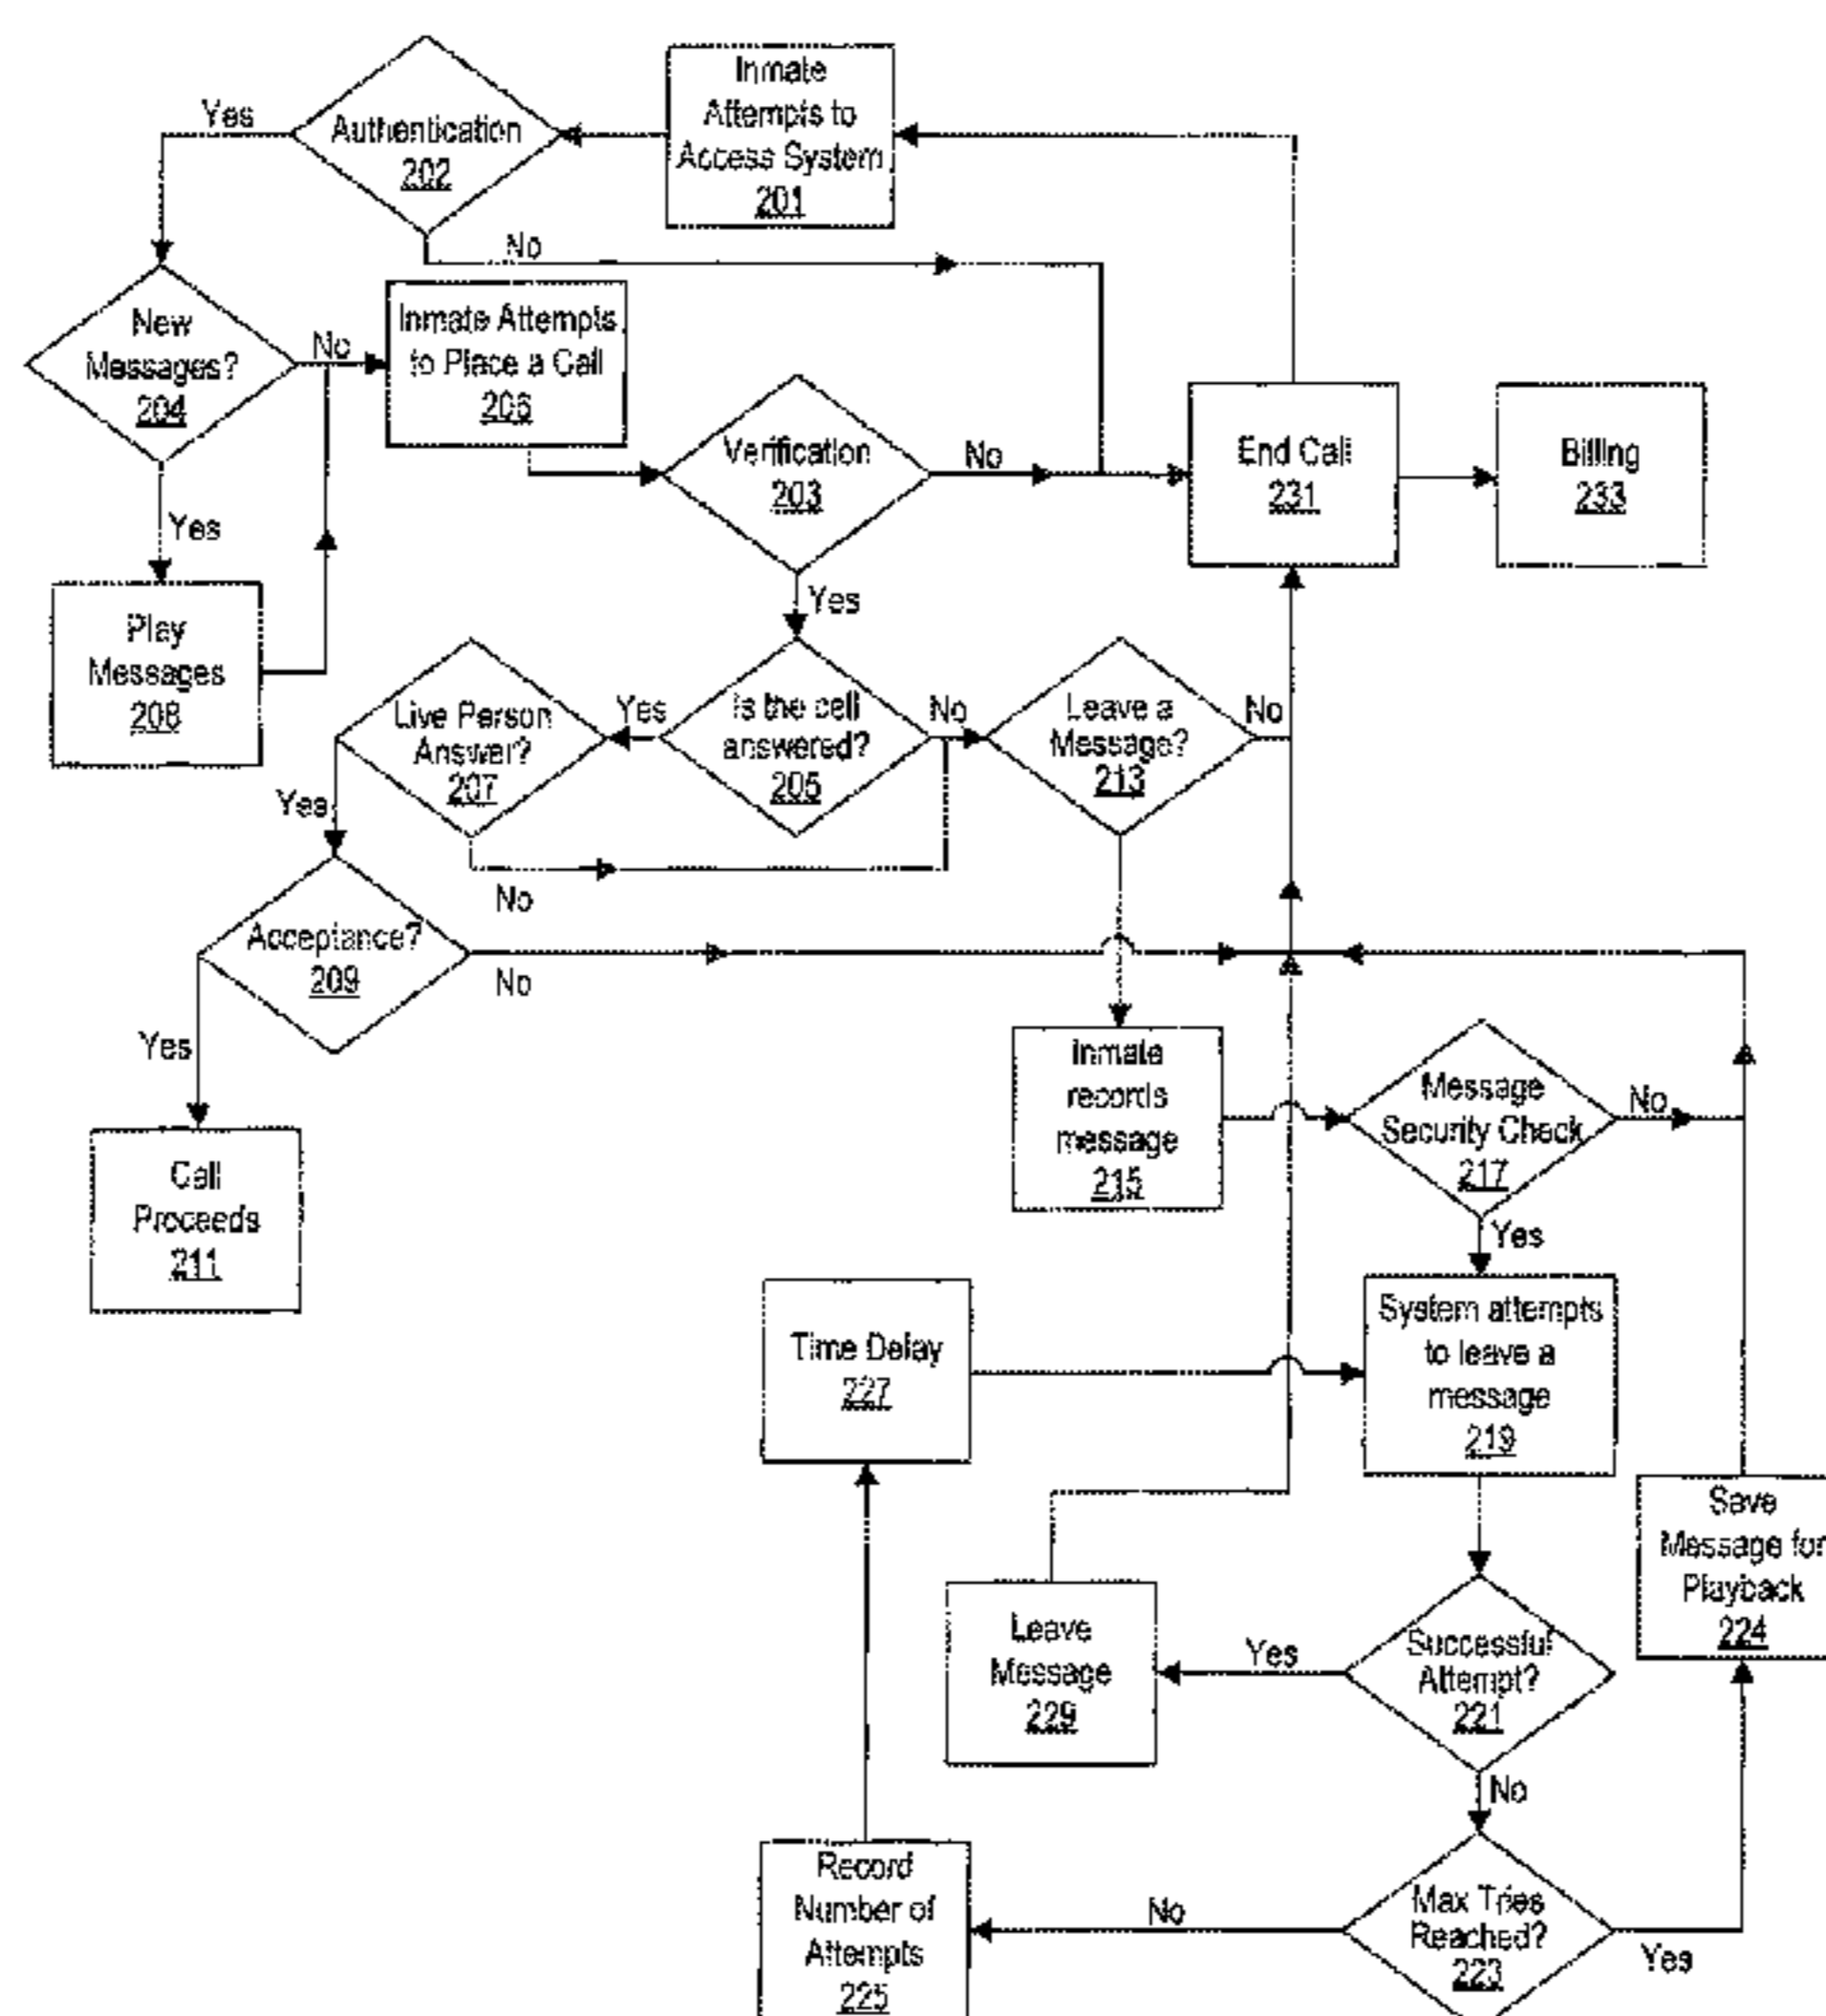 Inmate
Attempts to
Access System
201
Authentication
202
Yes
No
New
Messages?
204
No
Yes
Inmate Attempts
to Place a Call
206
Play
Messages
208
Verification
203
No
Yes
End Call
231
Billing
233
Is the call
answered?
205
Yes
No
Live Person
Answer?
207
Yes
No
Leave a
Message?
213
No
Acceptance?
209
No
Yes
Call
Proceeds
211
Inmate
records
message
215
Message
Security Check
217
No
Yes
System attempts
to leave a
message
219
Time Delay
227
Save
Message for
Playback
224
Successful
Attempt?
221
Yes
No
Leave
Message
229
Max Tries
Reached?
223
No
Yes
Record
Number of
Attempts
225